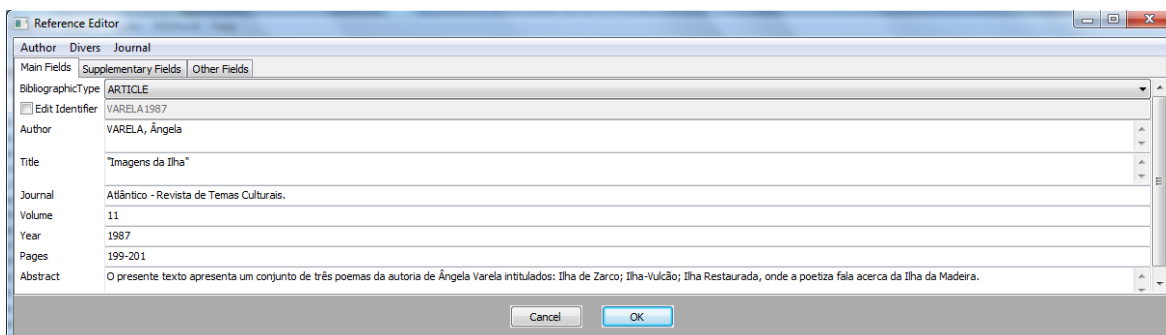 Reference Editor
Author Divers Journal
Main Fields Supplementary Fields Other Fields
BibliographicType ARTICLE
Edit Identifier VARELA1987
Author VARELA, Ângela
Title "Imagens da Ilha"
Journal Atlântico - Revista de Temas Culturais.
Volume 11
Year 1987
Pages 199-201
Abstract O presente texto apresenta um conjunto de três poemas da autoria de Ângela Varela intitulados: Ilha de Zarco; Ilha-Vulcão; Ilha Restaurada, onde a poetiza fala acerca da Ilha da Madeira.
Cancel OK